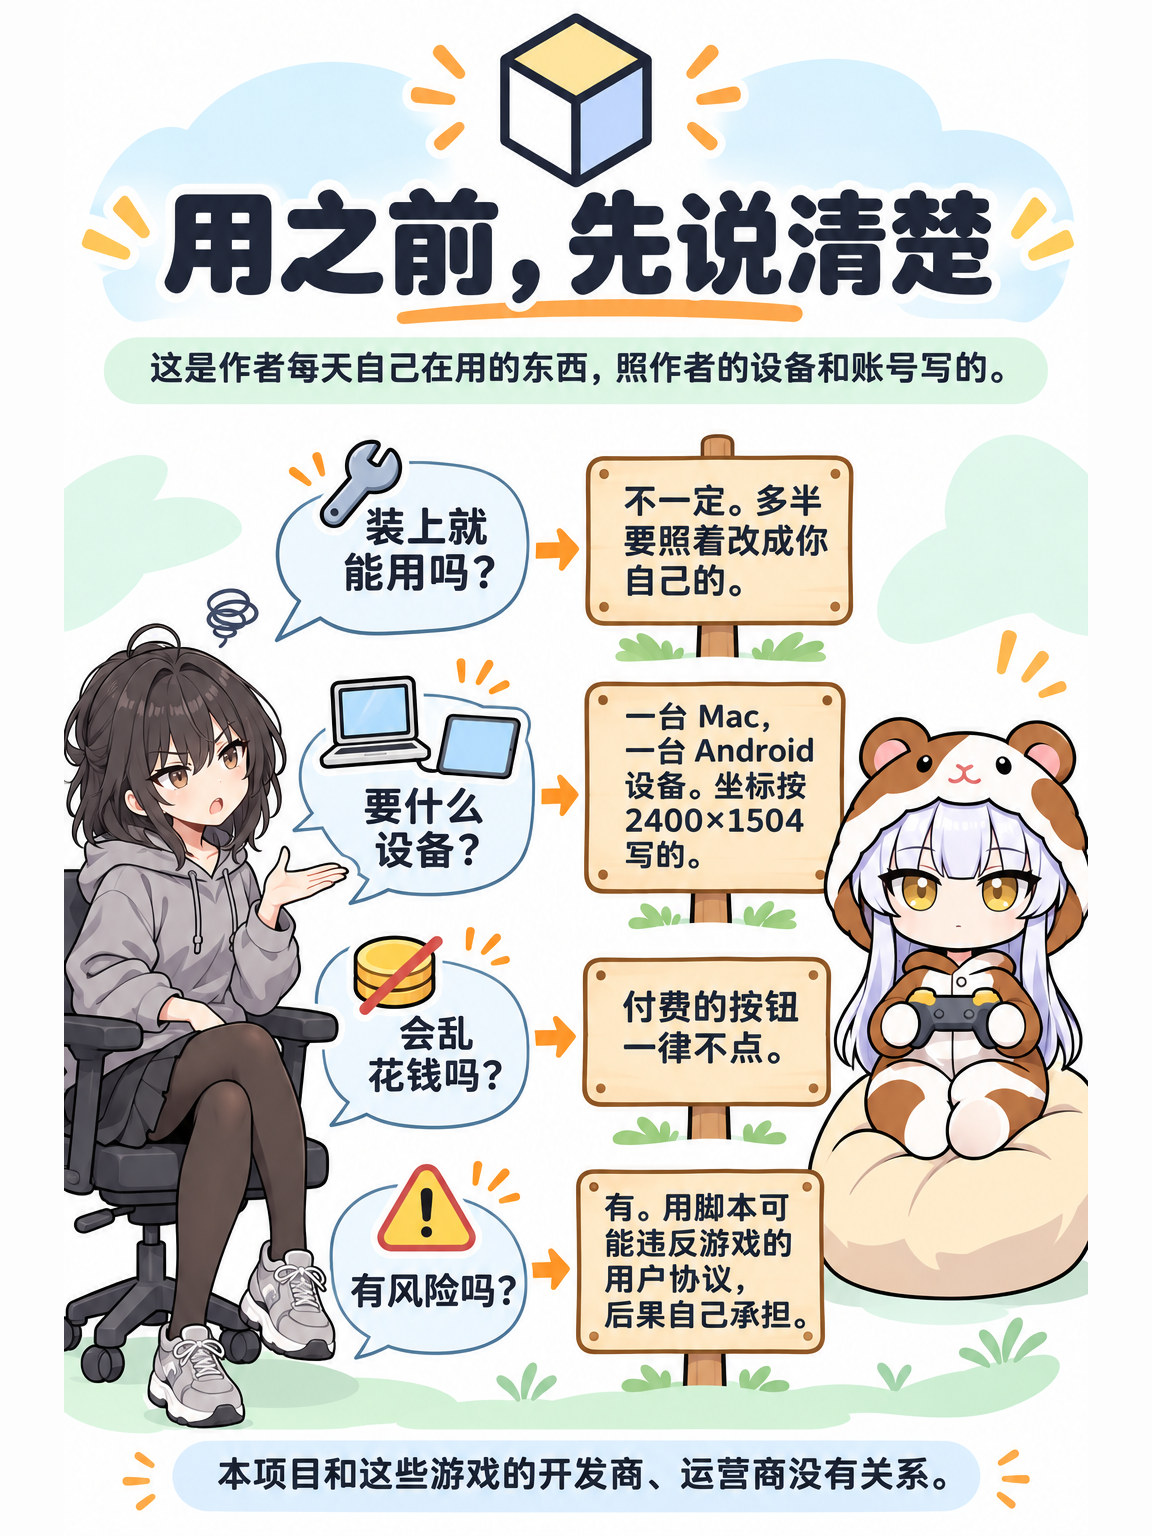 用之前，先说清楚
这是作者每天自己在用的东西，照作者的设备和账号写的。
装上就
能用吗？
不一定。多半
要照着改成你
自己的。
要什么
设备？
一台 Mac，
一台 Android
设备。坐标按
2400×1504
写的。
会乱
花钱吗？
付费的按钮
一律不点。
有风险吗？
有。用脚本可
能违反游戏的
用户协议，
后果自己承担。
本项目和这些游戏的开发商、运营商没有关系。